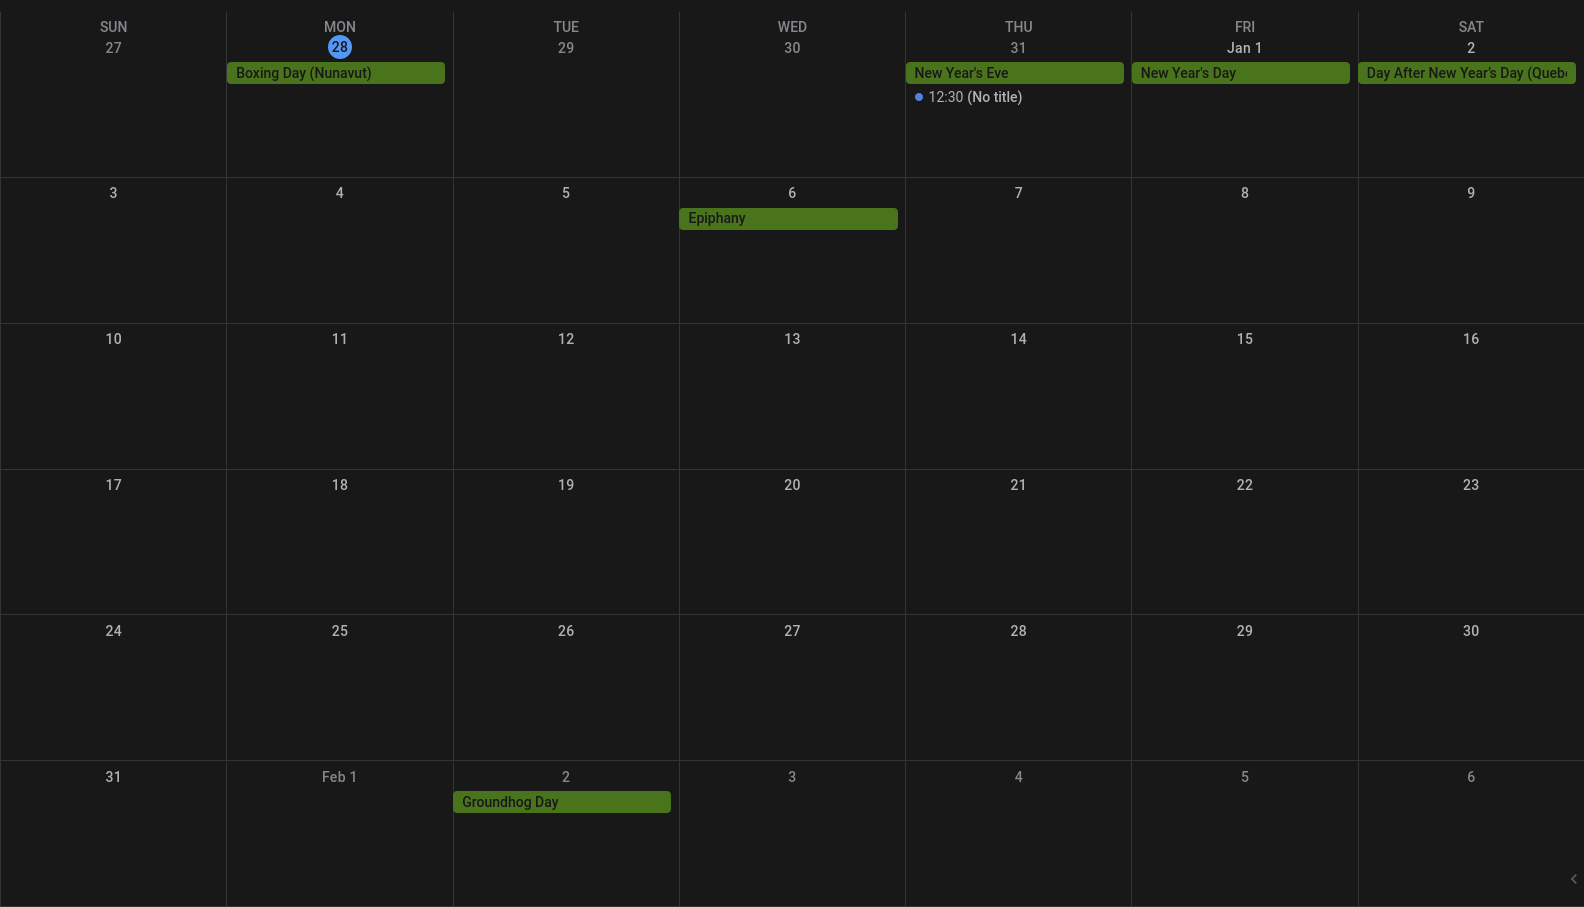 SUN MON TUE WED THU FRI SAT
27 28 29 30 31 Jan 1 2
Boxing Day (Nunavut) New Year's Eve New Year's Day Day After New Year's Day (Queb
12:30 (No title)
3 4 5 6 7 8 9
Epiphany
10 11 12 13 14 15 16
17 18 19 20 21 22 23
24 25 26 27 28 29 30
31 Feb 1 2 3 4 5 6
Groundhog Day